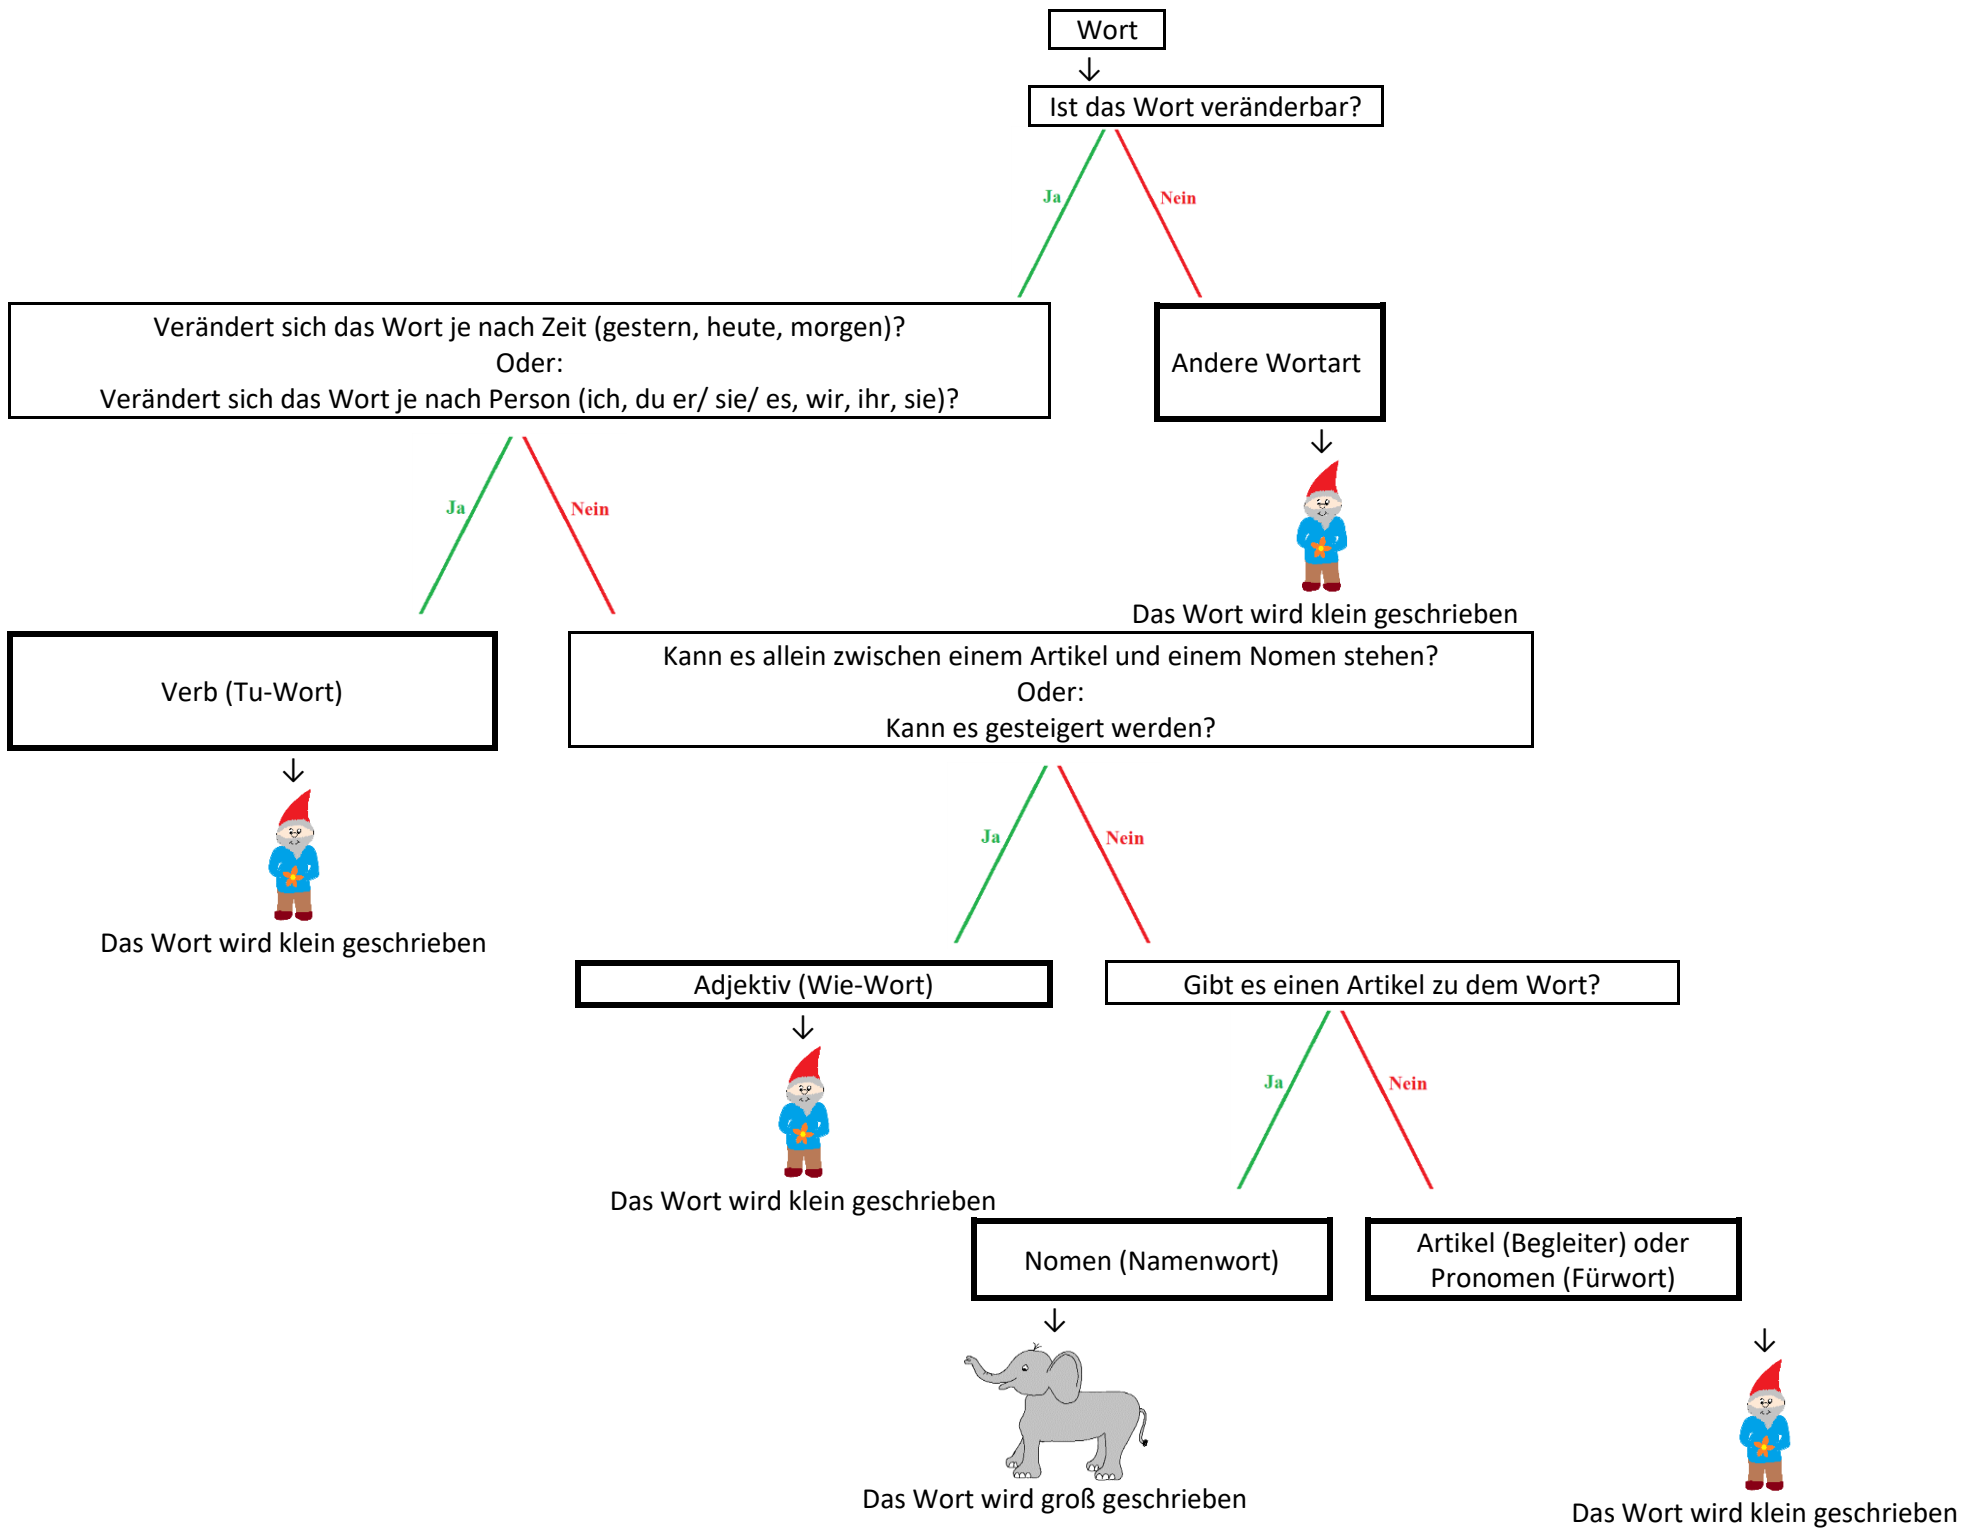 Wort
Ist das Wort veränderbar?
Ja
Nein
Verändert sich das Wort je nach Zeit (gestern, heute, morgen)?
Oder:
Verändert sich das Wort je nach Person (ich, du er/ sie/ es, wir, ihr, sie)?
Andere Wortart
Ja
Nein
Das Wort wird klein geschrieben
Verb (Tu-Wort)
Kann es allein zwischen einem Artikel und einem Nomen stehen?
Oder:
Kann es gesteigert werden?
Ja
Nein
Das Wort wird klein geschrieben
Adjektiv (Wie-Wort)
Gibt es einen Artikel zu dem Wort?
Ja
Nein
Das Wort wird klein geschrieben
Nomen (Namenwort)
Artikel (Begleiter) oder
Pronomen (Fürwort)
Das Wort wird groß geschrieben
Das Wort wird klein geschrieben